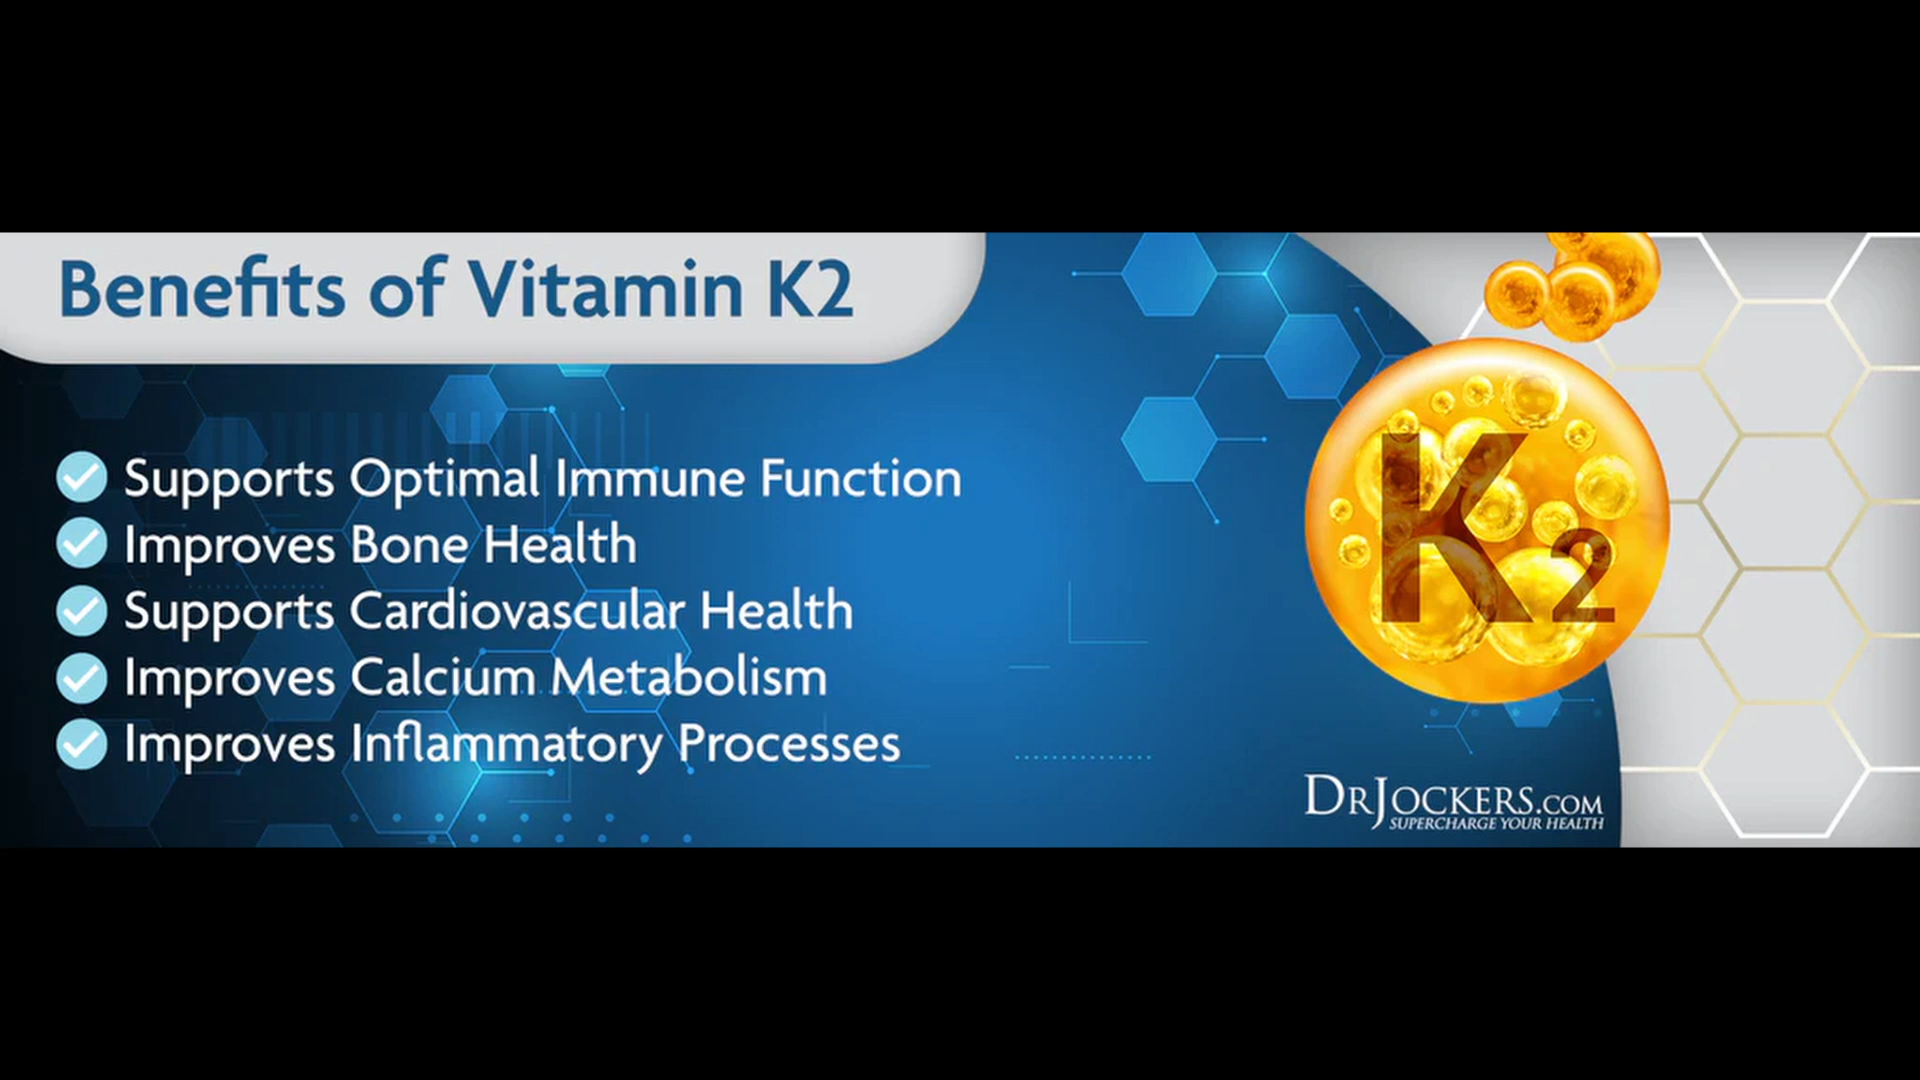 Benefits of Vitamin K2
Supports Optimal Immune Function
Improves Bone Health
Supports Cardiovascular Health
Improves Calcium Metabolism
Improves Inflammatory Processes
K2
DRJOCKERS.COM
SUPERCHARGE YOUR HEALTH